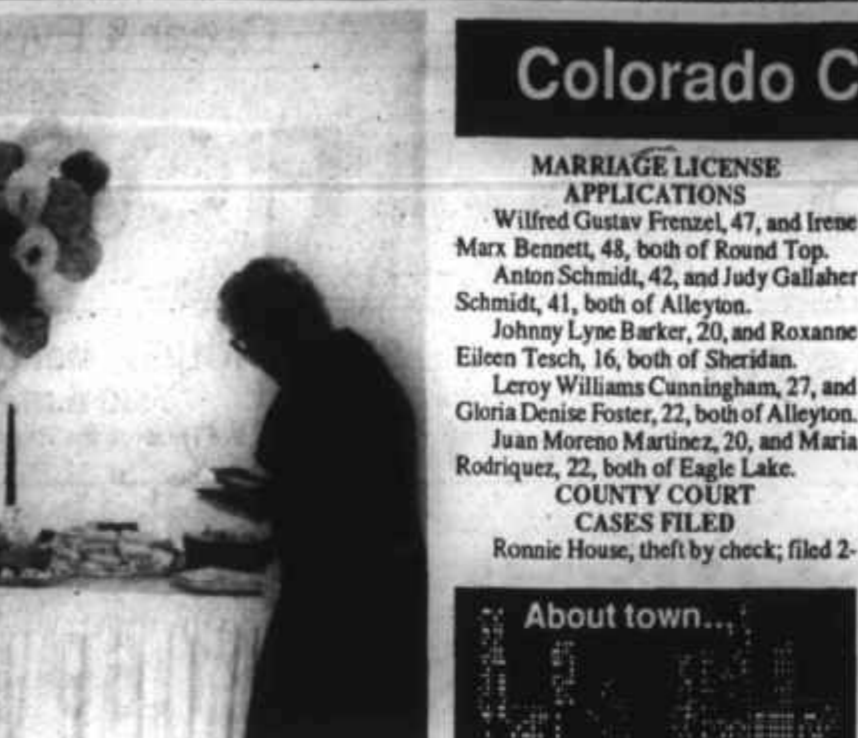 Colorado C
MARRIAGE LICENSE
APPLICATIONS
Wilfred Gustav Frenzel, 47, and Irene
Marx Bennett, 48, both of Round Top.
Anton Schmidt, 42, and Judy Gallaher
Schmidt, 41, both of Alleyton.
Johnny Lyne Barker, 20, and Roxanne
Eileen Tesch, 16, both of Sheridan.
Leroy Williams Cunningham, 27, and
Gloria Denise Foster, 22, both of Alleyton.
Juan Moreno Martinez, 20, and Maria
Rodriquez, 22, both of Eagle Lake.
COUNTY COURT
CASES FILED
Ronnie House, theft by check; filed 2-
About town...